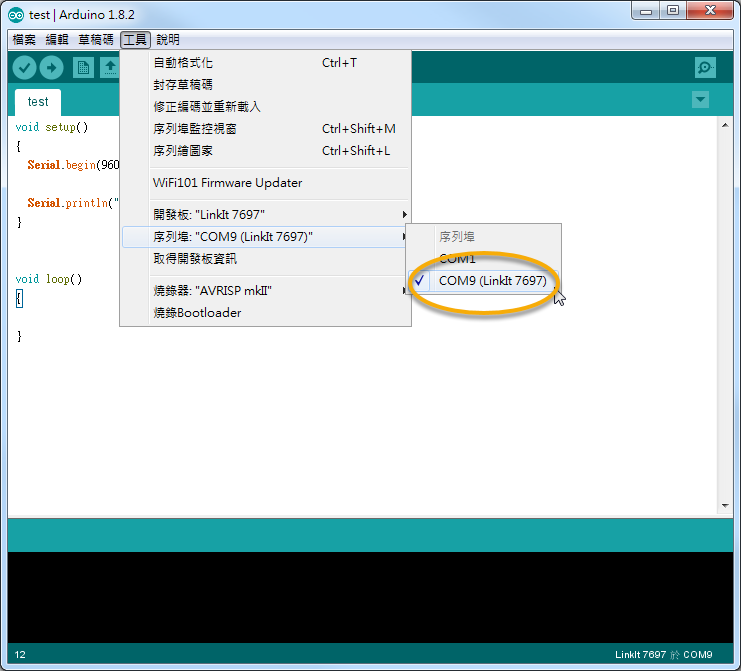 test | Arduino 1.8.2
檔案 編輯 草稿碼 工具 說明
自動格式化 Ctrl+T
封存草稿碼
修正編碼並重新載入
序列埠監控視窗 Ctrl+Shift+M
序列繪圖家 Ctrl+Shift+L
WiFi101 Firmware Updater
開發板: "LinkIt 7697"
序列埠: "COM9 (LinkIt 7697)"
取得開發板資訊
燒錄器: "AVRISP mkII"
燒錄Bootloader
序列埠
COM1
COM9 (LinkIt 7697)
test
void setup()
{
Serial.begin(960
Serial.println("
}
void loop()
{
}
12
LinkIt 7697 於 COM9